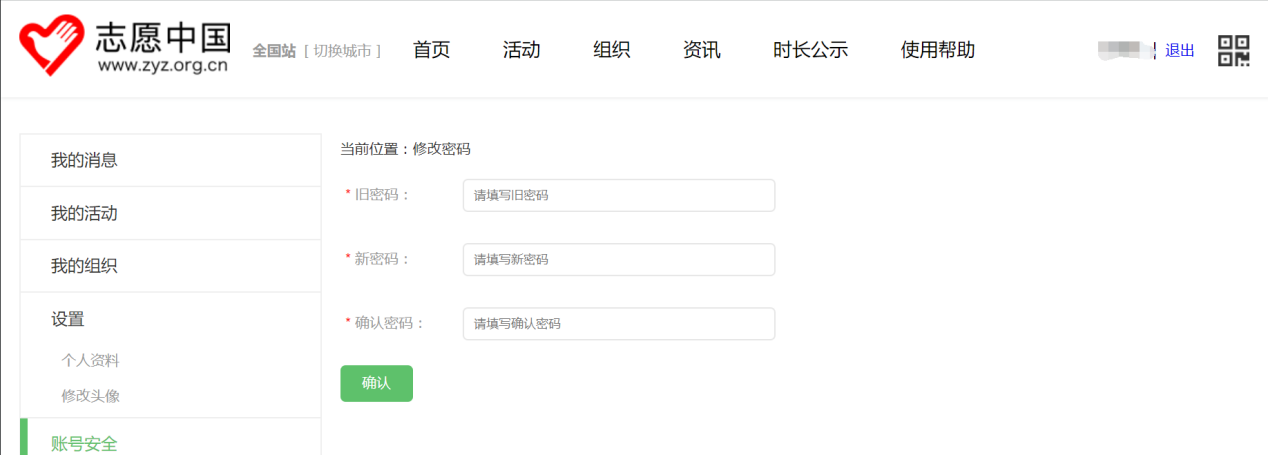 志愿中国
www.zyz.org.cn
全国站 [ 切换城市 ] 首页 活动 组织 资讯 时长公示 使用帮助 退出
我的消息
我的活动
我的组织
设置
个人资料
修改头像
账号安全
当前位置：修改密码
* 旧密码： 请填写旧密码
* 新密码： 请填写新密码
* 确认密码： 请填写确认密码
确认